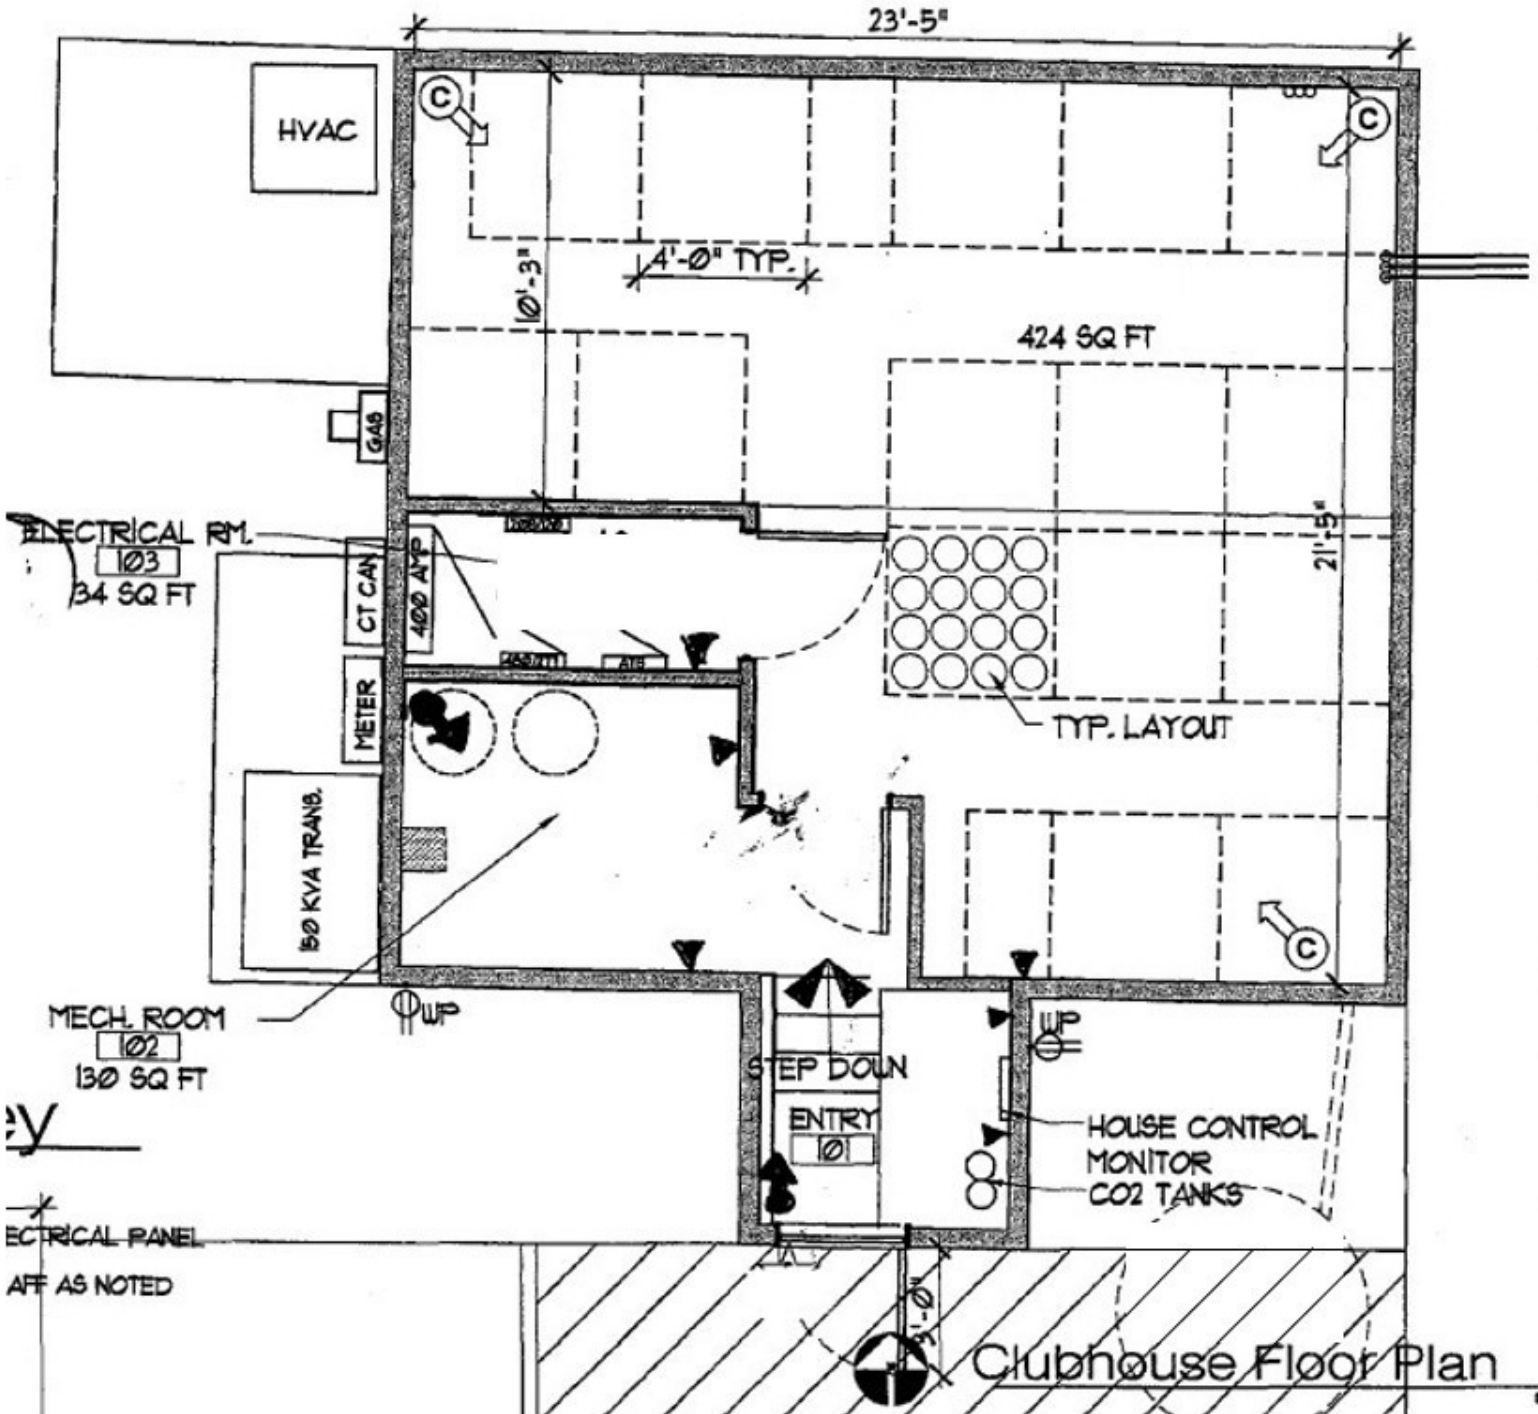 23'-5"
C
C
HVAC
10'-3"
4'-0" TYP.
424 SQ FT
GAS
21'-5"
ELECTRICAL RM.
103
34 SQ FT
CT CAN
400 AMP
ATS
METER
TYP. LAYOUT
150 KVA TRANS.
C
MECH. ROOM
102
130 SQ FT
WP
WP
STEP DOWN
ENTRY
0
HOUSE CONTROL
MONITOR
CO2 TANKS
ey
ECTRICAL PANEL
AFF AS NOTED
3'-0"
Clubhouse Floor Plan